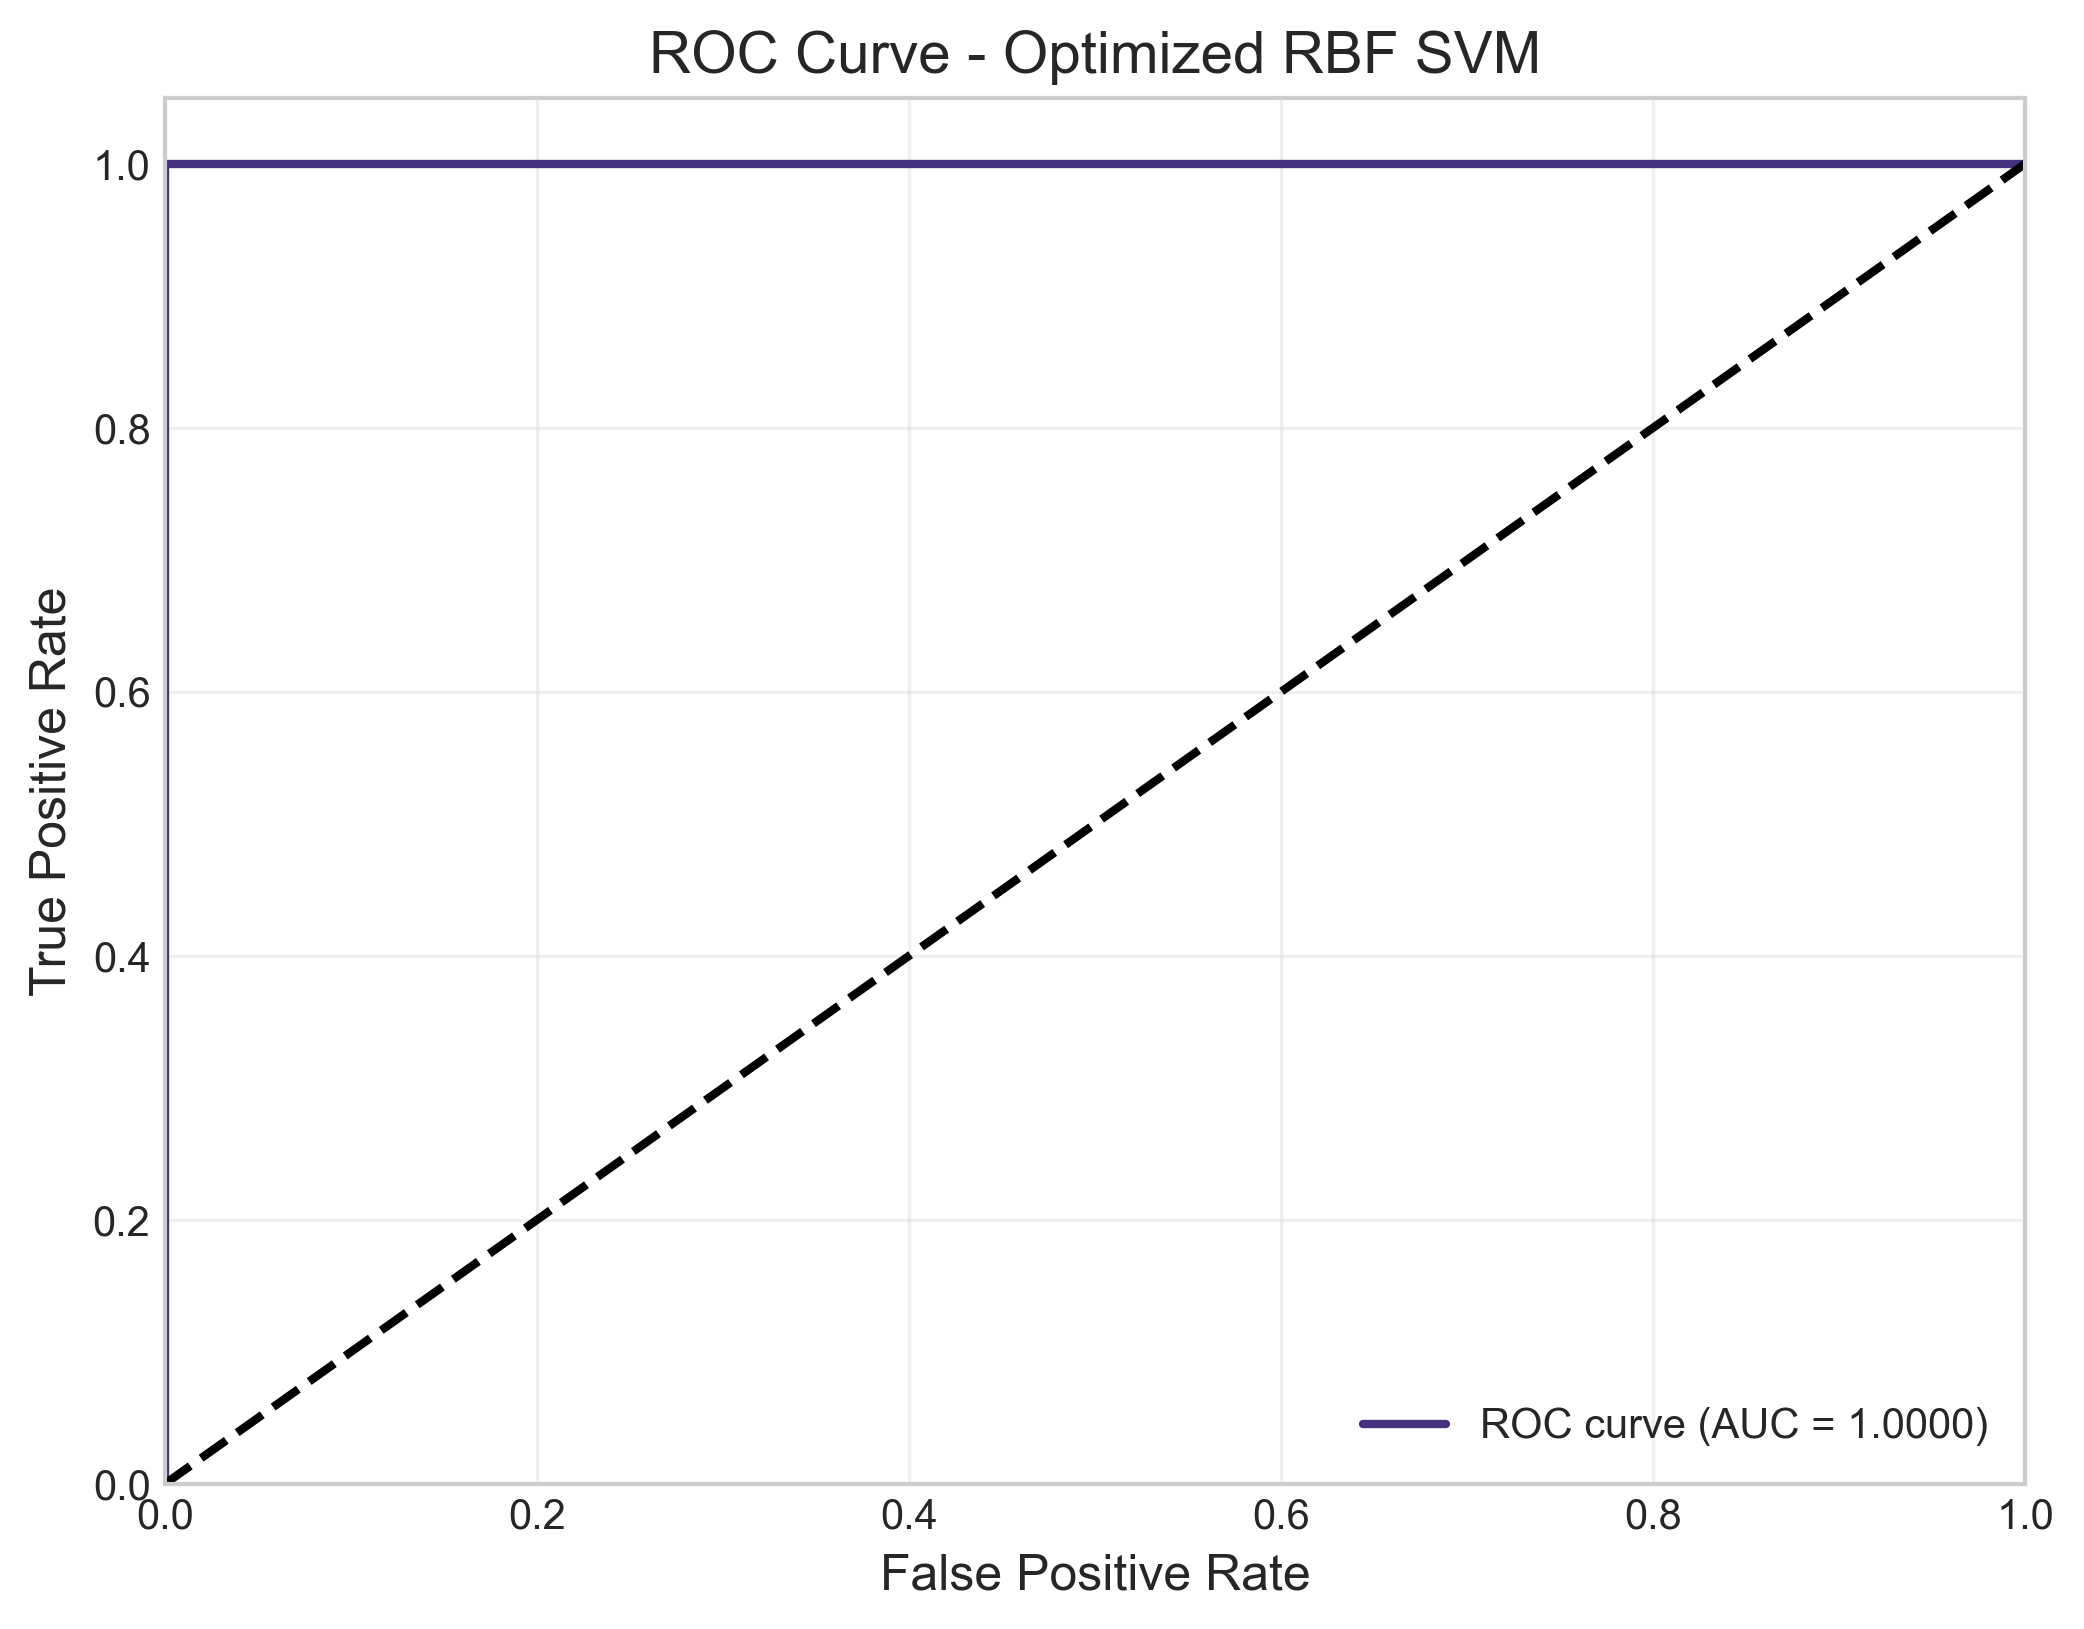 ROC Curve - Optimized RBF SVM
1.0
0.8
0.6
0.4
0.2
0.0
True Positive Rate
0.0 0.2 0.4 0.6 0.8 1.0
False Positive Rate
ROC curve (AUC = 1.0000)